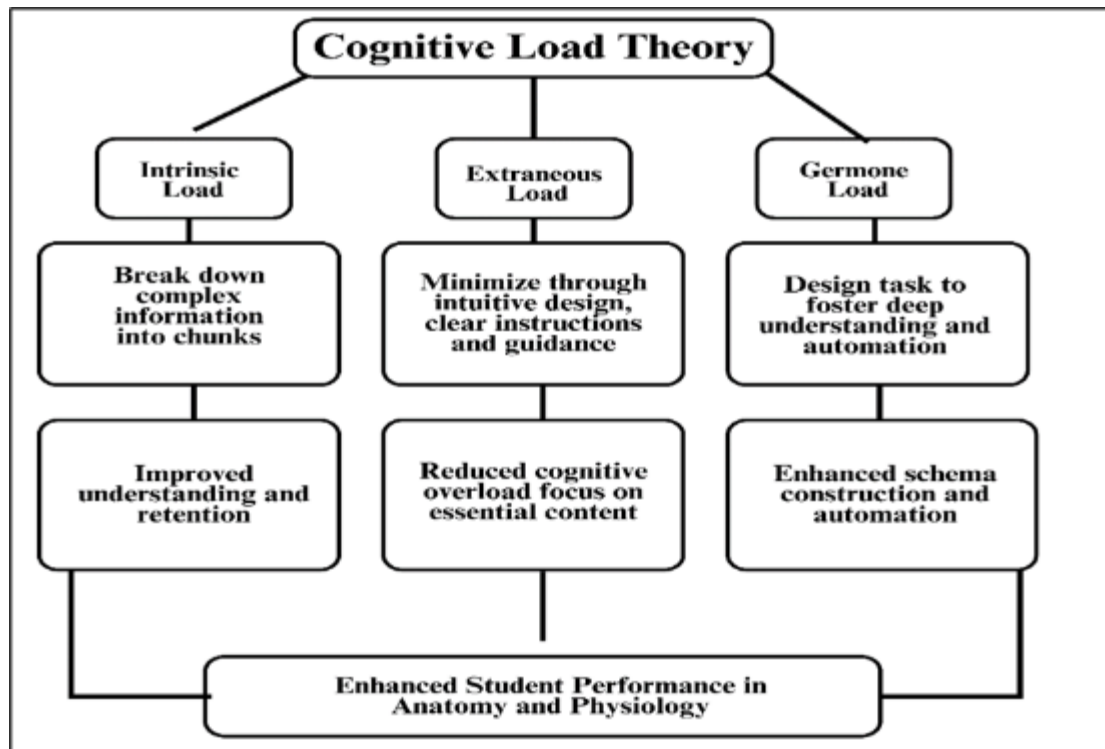 Cognitive Load Theory
Intrinsic
Load
Extraneous
Load
Germone
Load
Break down
complex
information
into chunks
Minimize through
intuitive design,
clear instructions
and guidance
Design task to
foster deep
understanding and
automation
Improved
understanding and
retention
Reduced cognitive
overload focus on
essential content
Enhanced schema
construction and
automation
Enhanced Student Performance in
Anatomy and Physiology